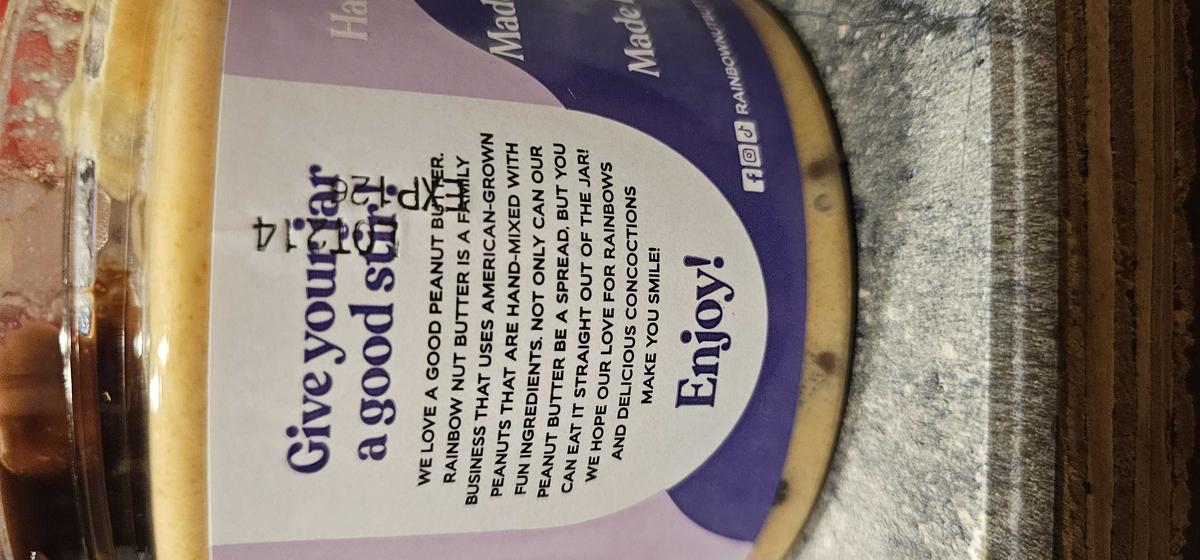 Give your jar
a good stir!
WE LOVE A GOOD PEANUT BUTTER.
RAINBOW NUT BUTTER IS A FAMILY
BUSINESS THAT USES AMERICAN-GROWN
PEANUTS THAT ARE HAND-MIXED WITH
FUN INGREDIENTS. NOT ONLY CAN OUR
PEANUT BUTTER BE A SPREAD, BUT YOU
CAN EAT IT STRAIGHT OUT OF THE JAR!
WE HOPE OUR LOVE FOR RAINBOWS
AND DELICIOUS CONCOCTIONS
MAKE YOU SMILE!
Enjoy!
Made